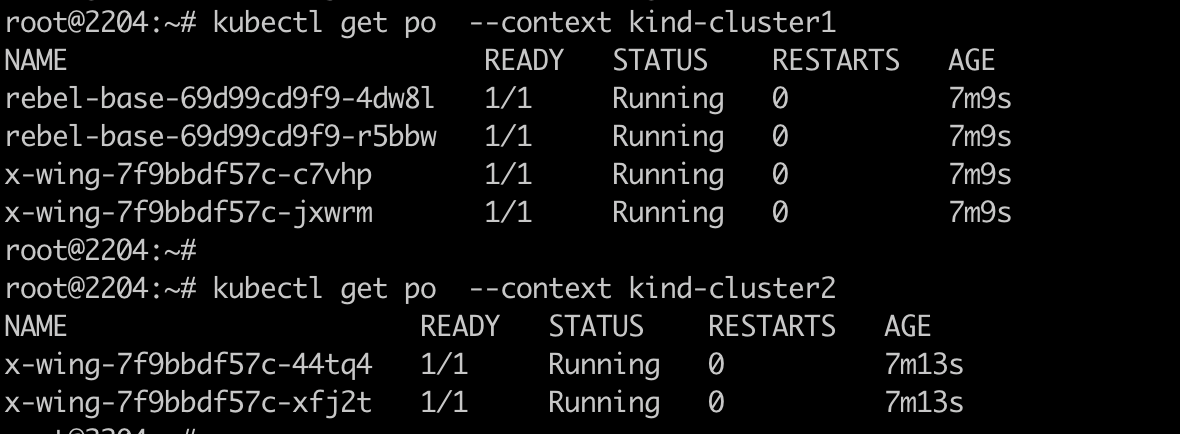 root@2204:~# kubectl get po  --context kind-cluster1
NAME                          READY   STATUS    RESTARTS   AGE
rebel-base-69d99cd9f9-4dw8l   1/1     Running   0          7m9s
rebel-base-69d99cd9f9-r5bbw   1/1     Running   0          7m9s
x-wing-7f9bbdf57c-c7vhp       1/1     Running   0          7m9s
x-wing-7f9bbdf57c-jxwrm       1/1     Running   0          7m9s
root@2204:~#
root@2204:~# kubectl get po  --context kind-cluster2
NAME                      READY   STATUS    RESTARTS   AGE
x-wing-7f9bbdf57c-44tq4   1/1     Running   0          7m13s
x-wing-7f9bbdf57c-xfj2t   1/1     Running   0          7m13s
root@2204:~#